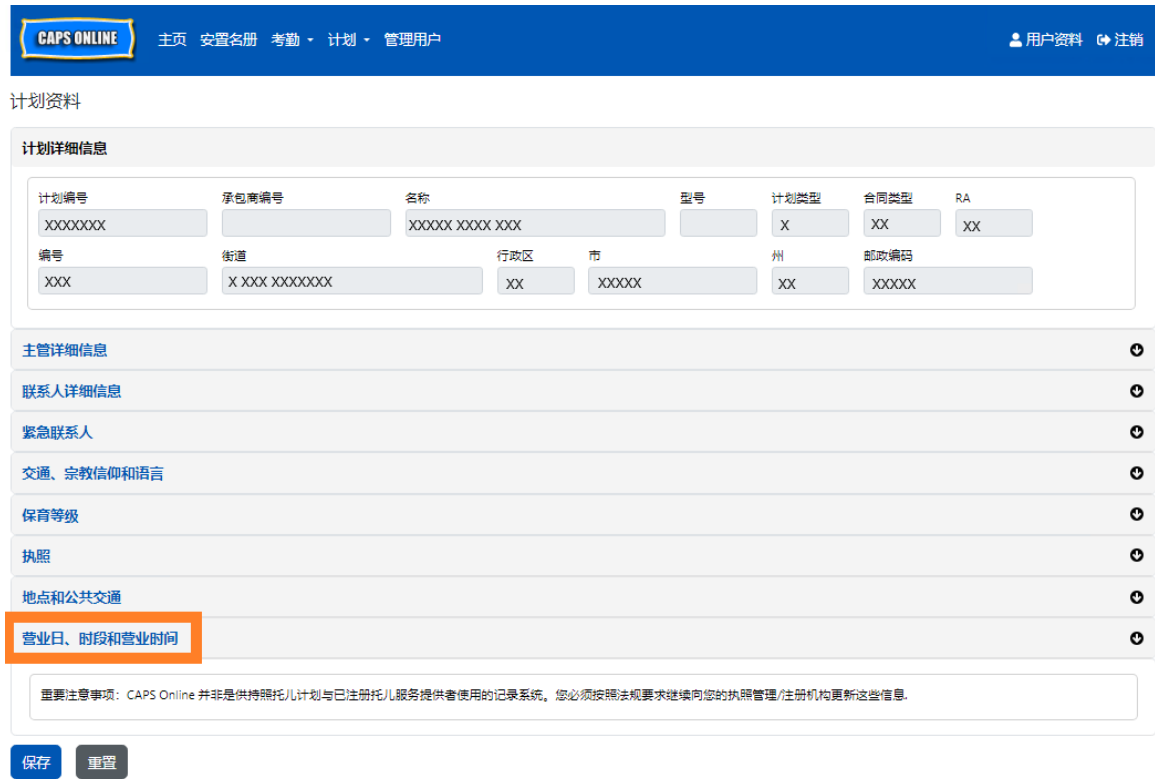 CAPS ONLINE 主页 安置名册 考勤 计划 管理用户 用户资料 注销
计划资料
计划详细信息
计划编号 承包商编号 名称 型号 计划类型 合同类型 RA
XXXXXXX XXXXX XXXX XXX X XX XX
编号 街道 行政区 市 州 邮政编码
XXX X XXX XXXXXXX XX XXXXX XX XXXXX
主管详细信息
联系人详细信息
紧急联系人
交通、宗教信仰和语言
保育等级
执照
地点和公共交通
营业日、时段和营业时间
重要注意事项：CAPS Online 并非是供持照托儿计划与已注册托儿服务提供者使用的记录系统。您必须按照法规要求继续向您的执照管理/注册机构更新这些信息.
保存 重置